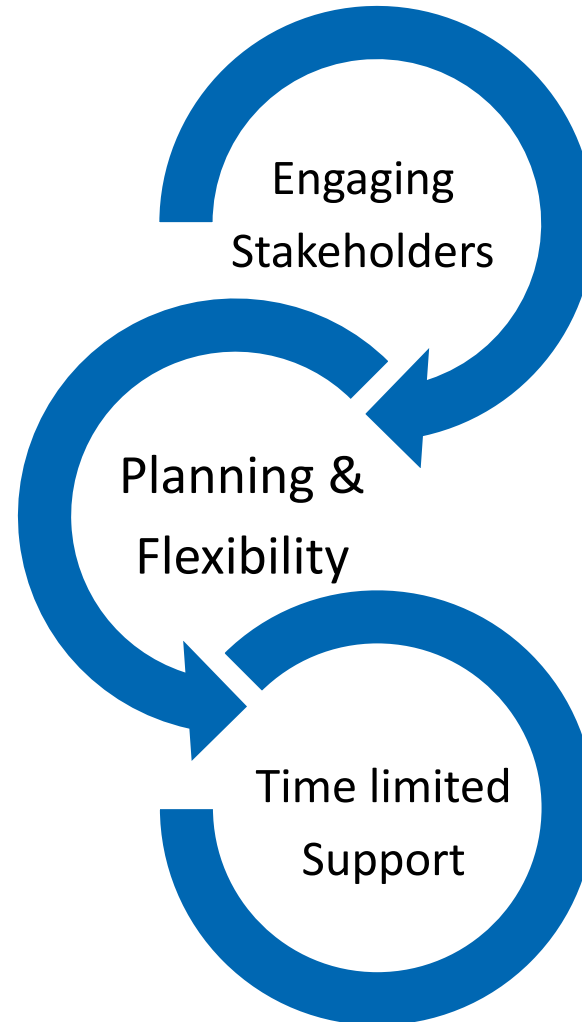 Engaging
Stakeholders
Planning &
Flexibility
Time limited
Support